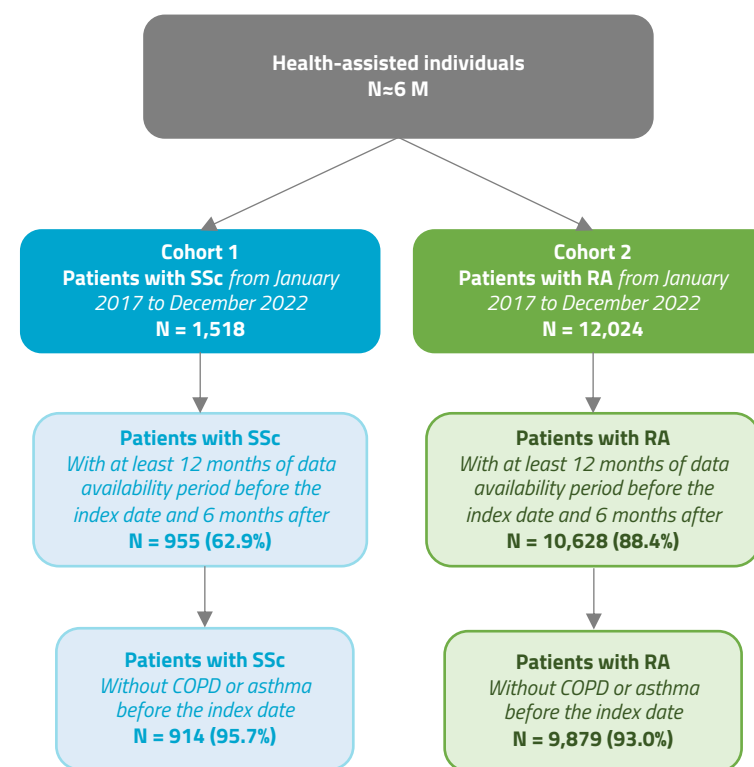 Health-assisted individuals
N≈6 M
Cohort 1
Patients with SSc from January
2017 to December 2022
N = 1,518
Cohort 2
Patients with RA from January
2017 to December 2022
N = 12,024
Patients with SSc
With at least 12 months of data
availability period before the
index date and 6 months after
N = 955 (62.9%)
Patients with RA
With at least 12 months of data
availability period before the
index date and 6 months after
N = 10,628 (88.4%)
Patients with SSc
Without COPD or asthma
before the index date
N = 914 (95.7%)
Patients with RA
Without COPD or asthma
before the index date
N = 9,879 (93.0%)